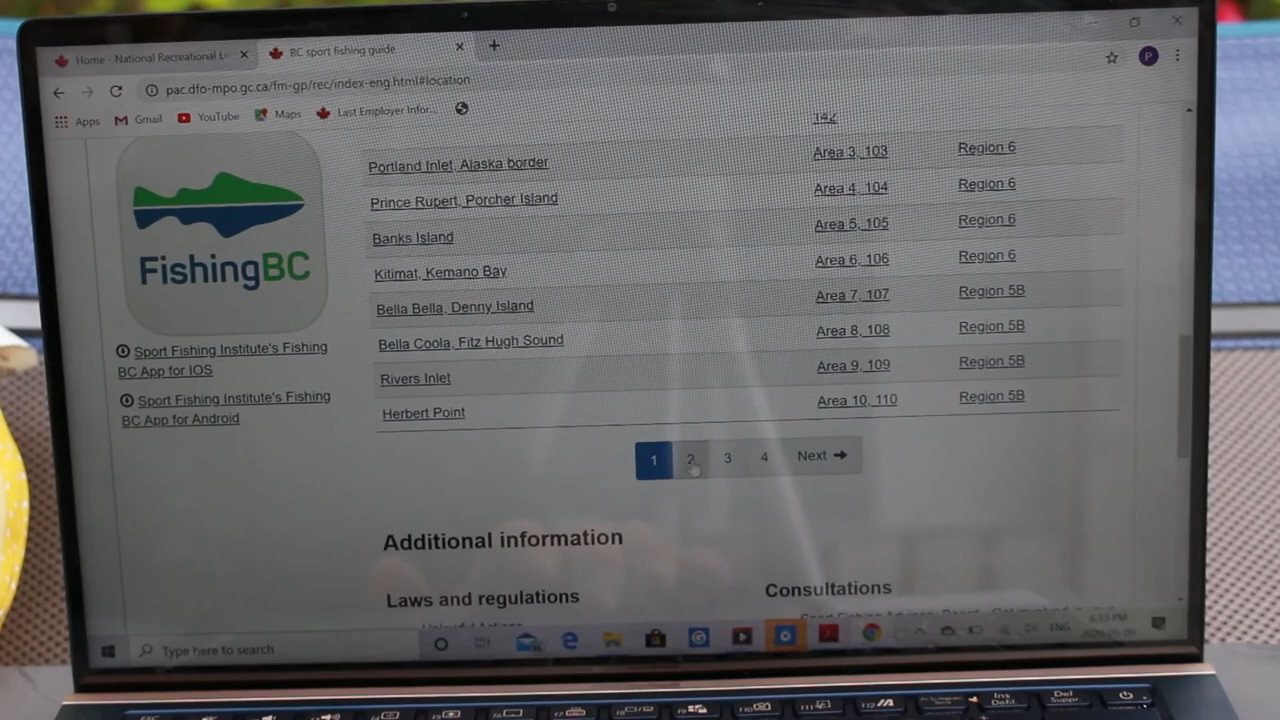 Home - National Recreational Li
BC sport fishing guide
pac.dfo-mpo.gc.ca/fm-gp/rec/index-eng.html#location
P
Apps
Gmail
YouTube
Maps
Last Employer Infor...
142
Portland Inlet, Alaska border Area 3, 103 Region 6
Prince Rupert, Porcher Island Area 4, 104 Region 6
Banks Island Area 5, 105 Region 6
Kitimat, Kemano Bay Area 6, 106 Region 6
Bella Bella, Denny Island Area 7, 107 Region 5B
Bella Coola, Fitz Hugh Sound Area 8, 108 Region 5B
Rivers Inlet Area 9, 109 Region 5B
Herbert Point Area 10, 110 Region 5B
FishingBC
Sport Fishing Institute's Fishing
BC App for IOS
Sport Fishing Institute's Fishing
BC App for Android
1 2 3 4 Next
Additional information
Laws and regulations
Consultations
Type here to search
ENG
6:33 PM
Ins
Del
Suppr